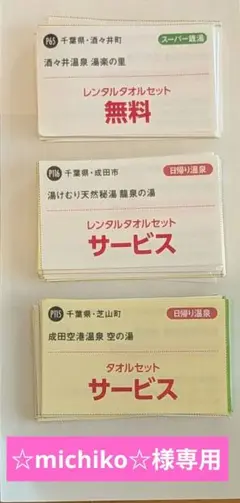 P65 千葉県・酒々井町 スーパー銭湯
酒々井温泉 湯楽の里
レンタルタオルセット
無料
P116 千葉県・成田市 日帰り温泉
湯けむり天然秘湯 龍泉の湯
レンタルタオルセット
サービス
P115 千葉県・芝山町 日帰り温泉
成田空港温泉 空の湯
タオルセット
サービス
☆michiko☆様専用